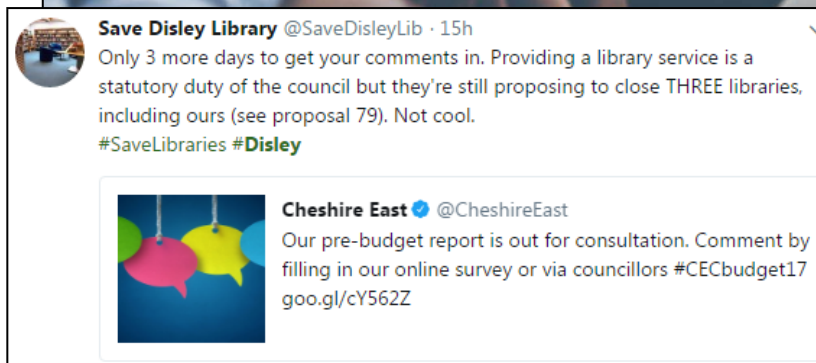 Save Disley Library @SaveDisleyLib · 15h
Only 3 more days to get your comments in. Providing a library service is a
statutory duty of the council but they're still proposing to close THREE libraries,
including ours (see proposal 79). Not cool.
#SaveLibraries #Disley
Cheshire East @CheshireEast
Our pre-budget report is out for consultation. Comment by
filling in our online survey or via councillors #CECbudget17
goo.gl/cY562Z